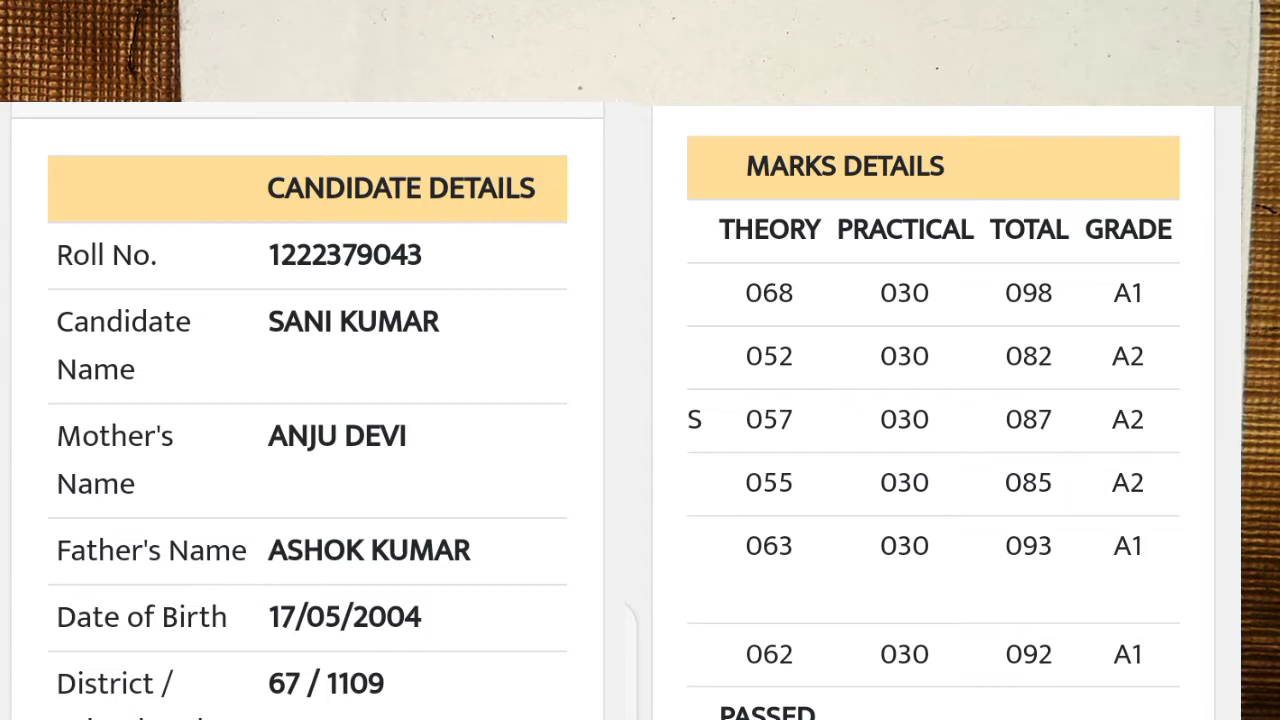 CANDIDATE DETAILS
Roll No. 1222379043
Candidate Name SANI KUMAR
Mother's Name ANJU DEVI
Father's Name ASHOK KUMAR
Date of Birth 17/05/2004
District / 67 / 1109
MARKS DETAILS
THEORY PRACTICAL TOTAL GRADE
068 030 098 A1
052 030 082 A2
S 057 030 087 A2
055 030 085 A2
063 030 093 A1
062 030 092 A1
PASSED